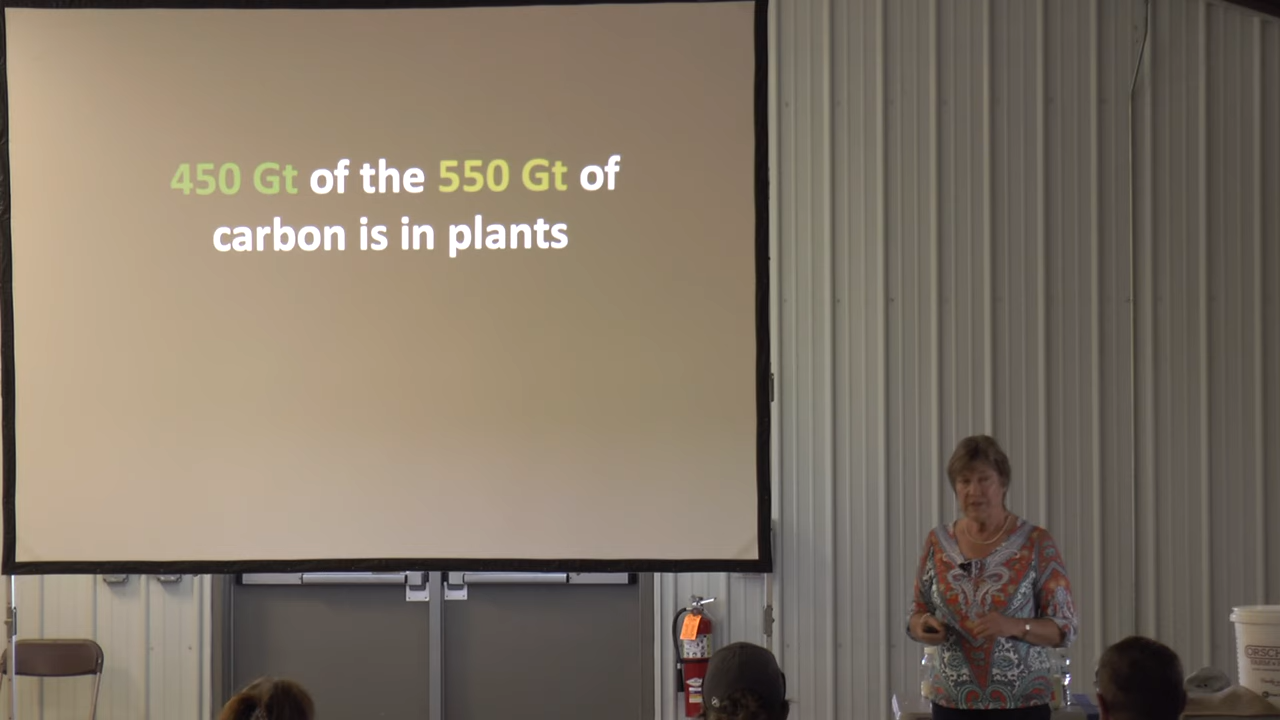 450 Gt of the 550 Gt of
carbon is in plants